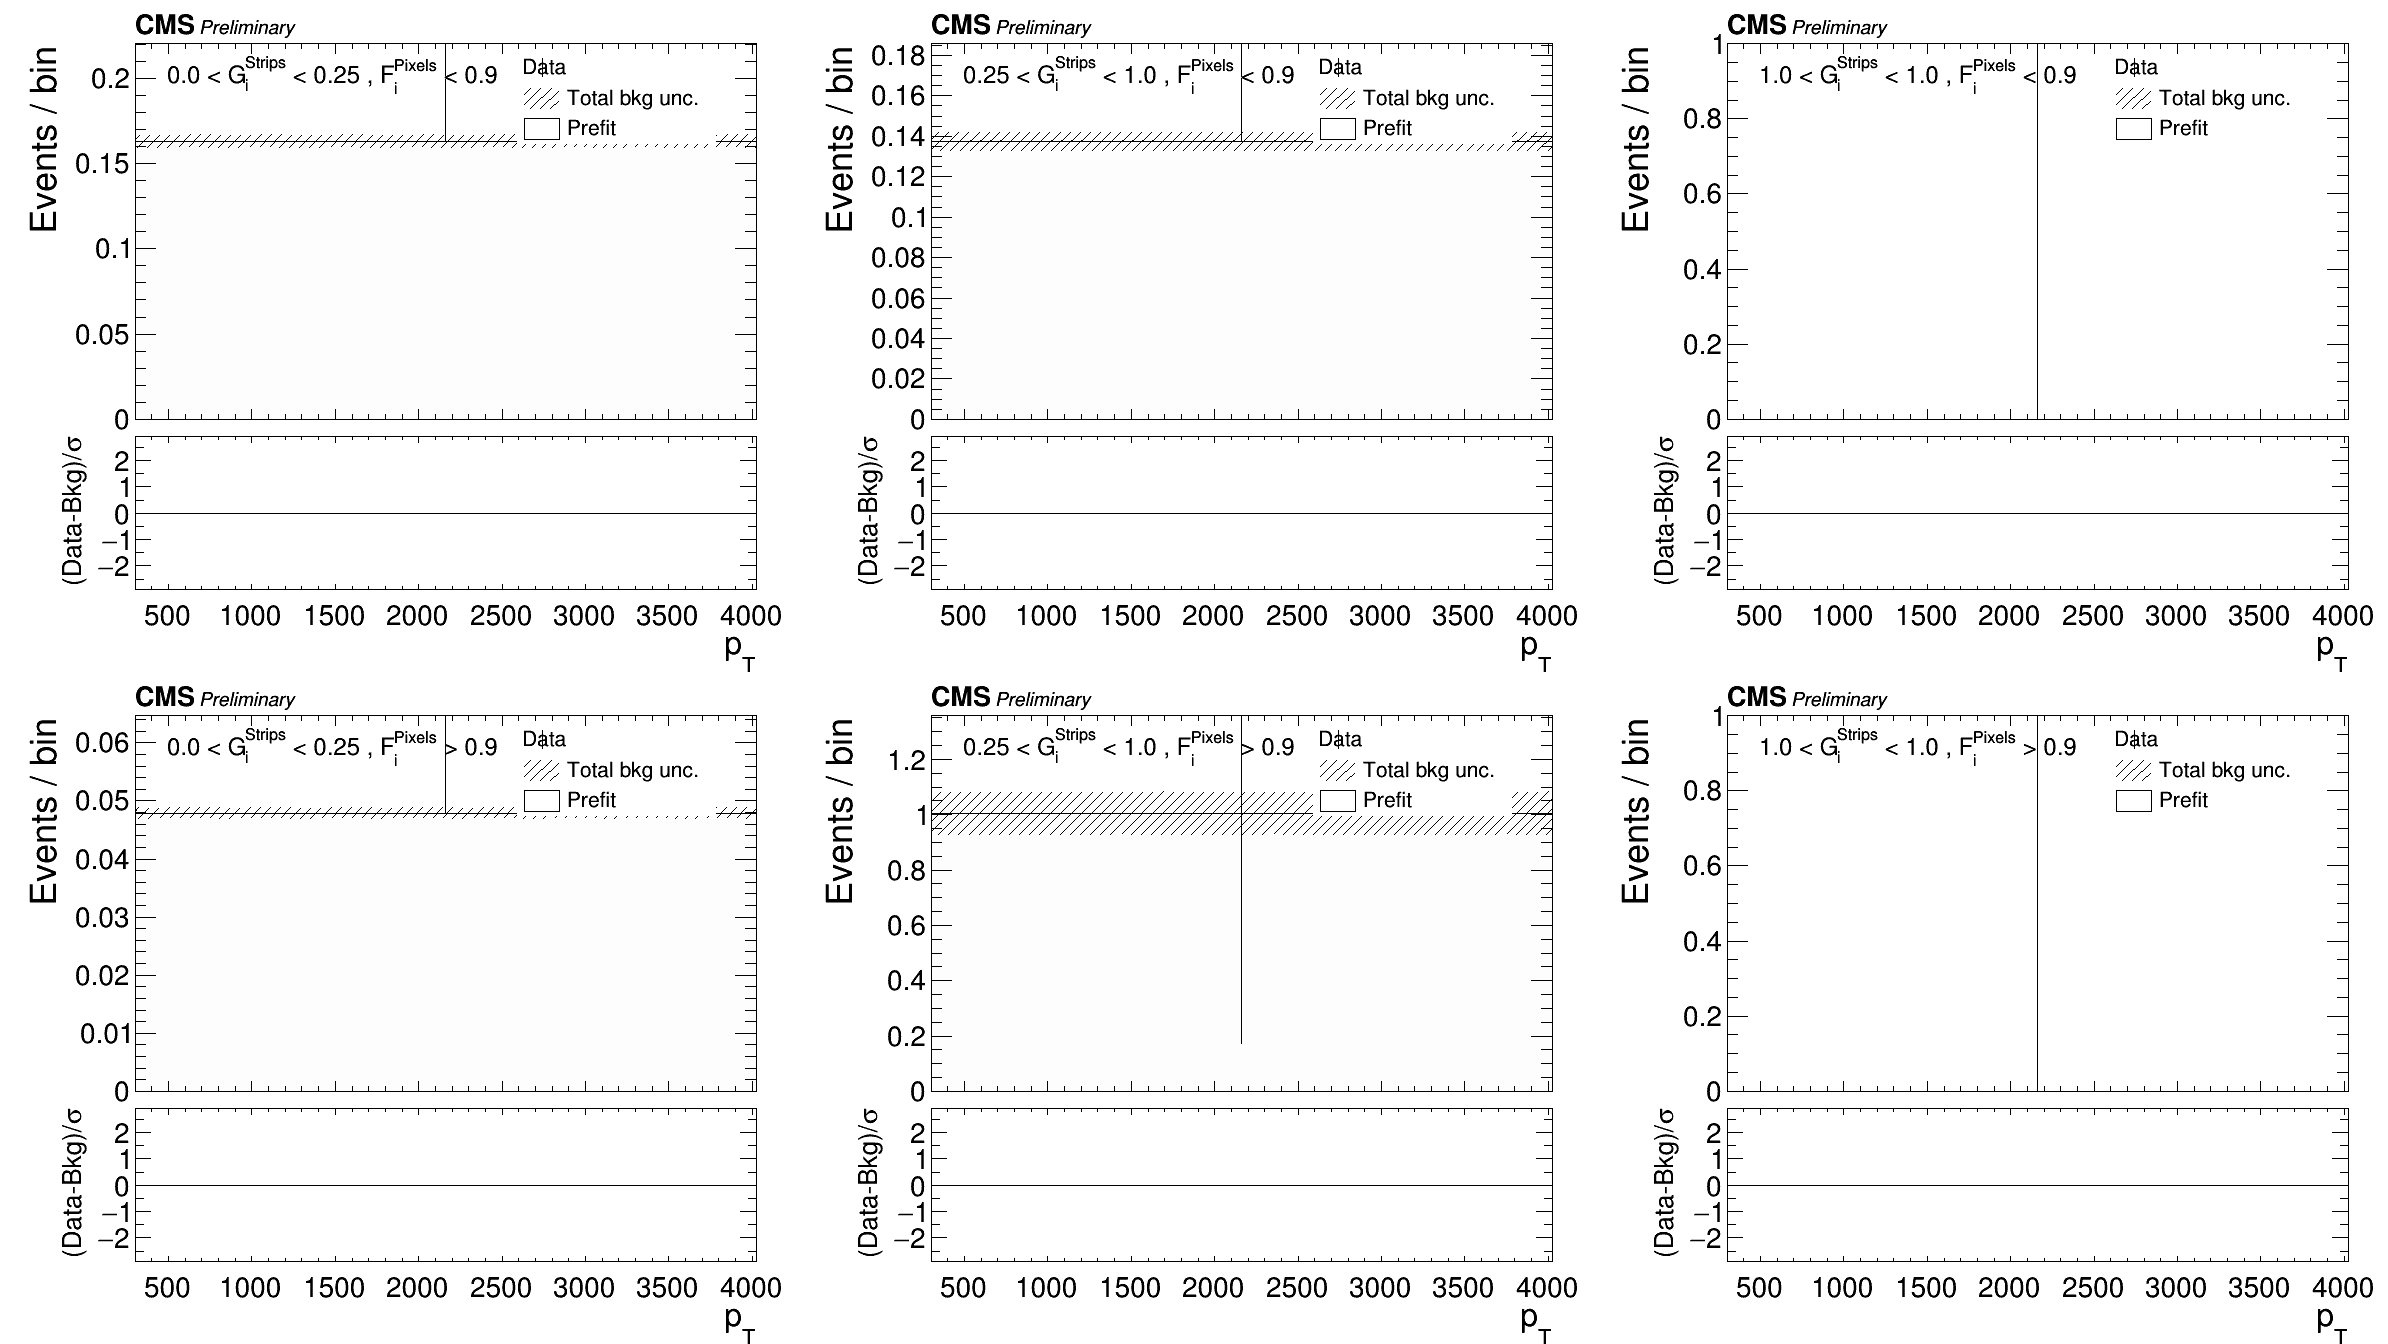 CMS Preliminary
Events / bin
0.0 < G_i^Strips < 0.25 , F_i^Pixels < 0.9
Data
Total bkg unc.
Prefit
0.2
0.15
0.1
0.05
0
(Data-Bkg)/σ
2
1
0
−1
−2
500 1000 1500 2000 2500 3000 3500 4000
p_T
CMS Preliminary
Events / bin
0.25 < G_i^Strips < 1.0 , F_i^Pixels < 0.9
Data
Total bkg unc.
Prefit
0.18
0.16
0.14
0.12
0.1
0.08
0.06
0.04
0.02
0
(Data-Bkg)/σ
2
1
0
−1
−2
500 1000 1500 2000 2500 3000 3500 4000
p_T
CMS Preliminary
Events / bin
1.0 < G_i^Strips < 1.0 , F_i^Pixels < 0.9
Data
Total bkg unc.
Prefit
1
0.8
0.6
0.4
0.2
0
(Data-Bkg)/σ
2
1
0
−1
−2
500 1000 1500 2000 2500 3000 3500 4000
p_T
CMS Preliminary
Events / bin
0.0 < G_i^Strips < 0.25 , F_i^Pixels > 0.9
Data
Total bkg unc.
Prefit
0.06
0.05
0.04
0.03
0.02
0.01
0
(Data-Bkg)/σ
2
1
0
−1
−2
500 1000 1500 2000 2500 3000 3500 4000
p_T
CMS Preliminary
Events / bin
0.25 < G_i^Strips < 1.0 , F_i^Pixels > 0.9
Data
Total bkg unc.
Prefit
1.2
1
0.8
0.6
0.4
0.2
0
(Data-Bkg)/σ
2
1
0
−1
−2
500 1000 1500 2000 2500 3000 3500 4000
p_T
CMS Preliminary
Events / bin
1.0 < G_i^Strips < 1.0 , F_i^Pixels > 0.9
Data
Total bkg unc.
Prefit
1
0.8
0.6
0.4
0.2
0
(Data-Bkg)/σ
2
1
0
−1
−2
500 1000 1500 2000 2500 3000 3500 4000
p_T